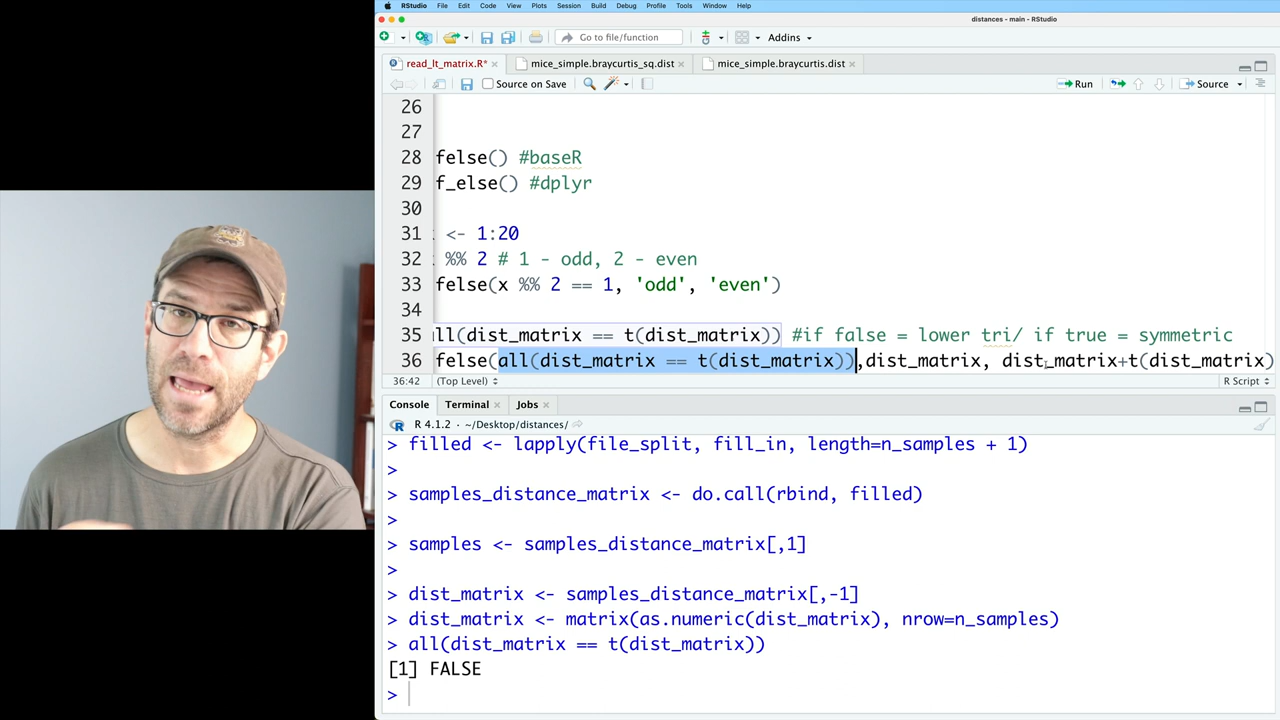 RStudio File Edit Code View Plots Session Build Debug Profile Tools Window Help
distances - main - RStudio
Go to file/function Addins
read_lt_matrix.R* mice_simple.braycurtis_sq.dist mice_simple.braycurtis.dist
Source on Save Run Source
26
27
28 felse() #baseR
29 f_else() #dplyr
30
31 <- 1:20
32 %% 2 # 1 - odd, 2 - even
33 felse(x %% 2 == 1, 'odd', 'even')
34
35 ll(dist_matrix == t(dist_matrix)) #if false = lower tri/ if true = symmetric
36 felse(all(dist_matrix == t(dist_matrix)),dist_matrix, dist_matrix+t(dist_matrix)
36:42 (Top Level) R Script
Console Terminal Jobs
R 4.1.2 · ~/Desktop/distances/
> filled <- lapply(file_split, fill_in, length=n_samples + 1)
>
> samples_distance_matrix <- do.call(rbind, filled)
>
> samples <- samples_distance_matrix[,1]
>
> dist_matrix <- samples_distance_matrix[,-1]
> dist_matrix <- matrix(as.numeric(dist_matrix), nrow=n_samples)
> all(dist_matrix == t(dist_matrix))
[1] FALSE
>